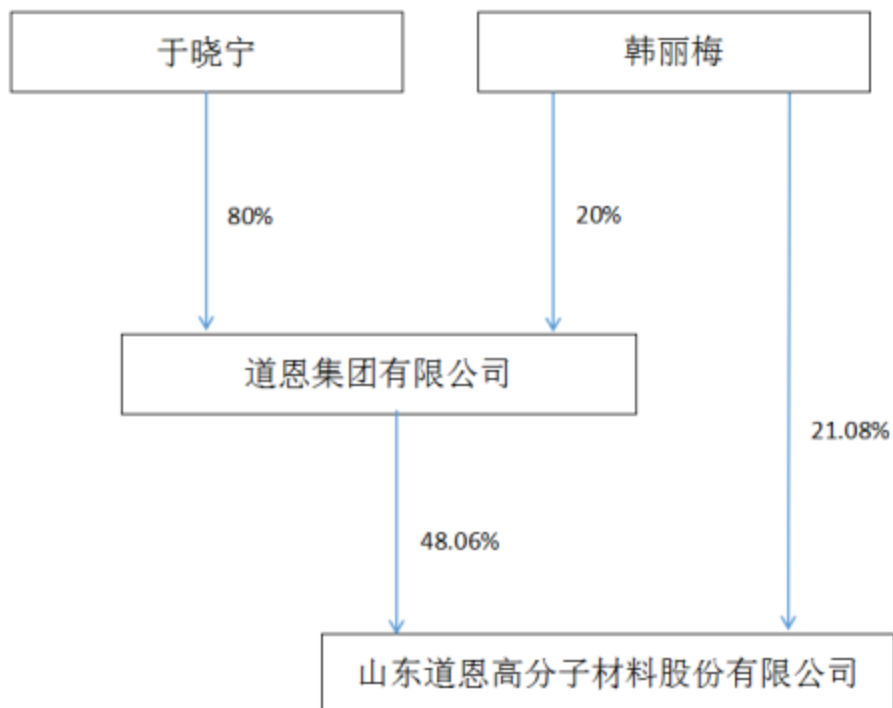 于晓宁
韩丽梅
80%
20%
道恩集团有限公司
21.08%
48.06%
山东道恩高分子材料股份有限公司